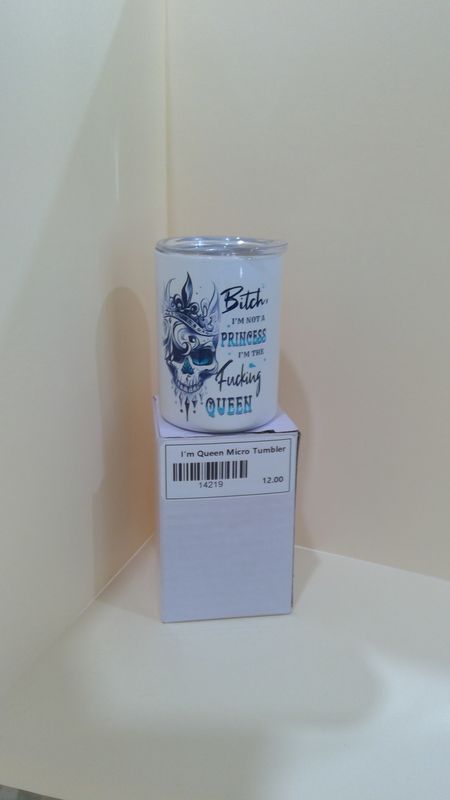 Bitch,
I'M NOT A
PRINCESS
I'M THE
Fucking
QUEEN
I'm Queen Micro Tumbler
14219 12.00